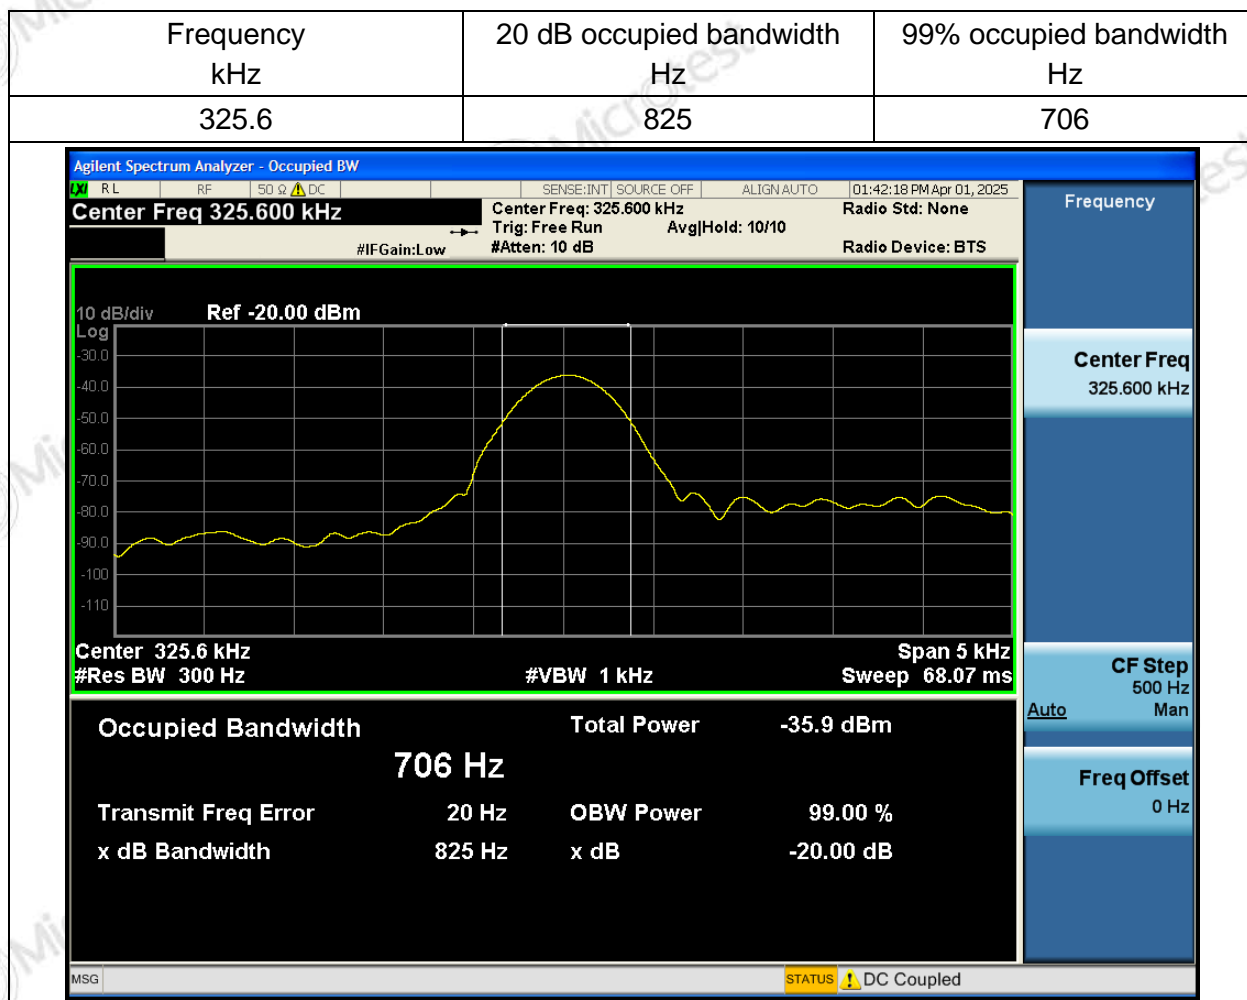 Frequency
kHz
20 dB occupied bandwidth
Hz
99% occupied bandwidth
Hz
325.6
825
706
Agilent Spectrum Analyzer - Occupied BW
LXI RL RF 50 Ω DC SENSE:INT SOURCE OFF ALIGN AUTO 01:42:18 PM Apr 01, 2025
Center Freq 325.600 kHz
Center Freq: 325.600 kHz
Radio Std: None
Trig: Free Run Avg|Hold: 10/10
#IFGain:Low
#Atten: 10 dB
Radio Device: BTS
10 dB/div Ref -20.00 dBm
Log
-30.0
-40.0
-50.0
-60.0
-70.0
-80.0
-90.0
-100
-110
Center 325.6 kHz Span 5 kHz
#Res BW 300 Hz #VBW 1 kHz Sweep 68.07 ms
Occupied Bandwidth Total Power -35.9 dBm
706 Hz
Transmit Freq Error 20 Hz OBW Power 99.00 %
x dB Bandwidth 825 Hz x dB -20.00 dB
Frequency
Center Freq
325.600 kHz
CF Step
500 Hz
Auto Man
Freq Offset
0 Hz
MSG STATUS DC Coupled
Microtest